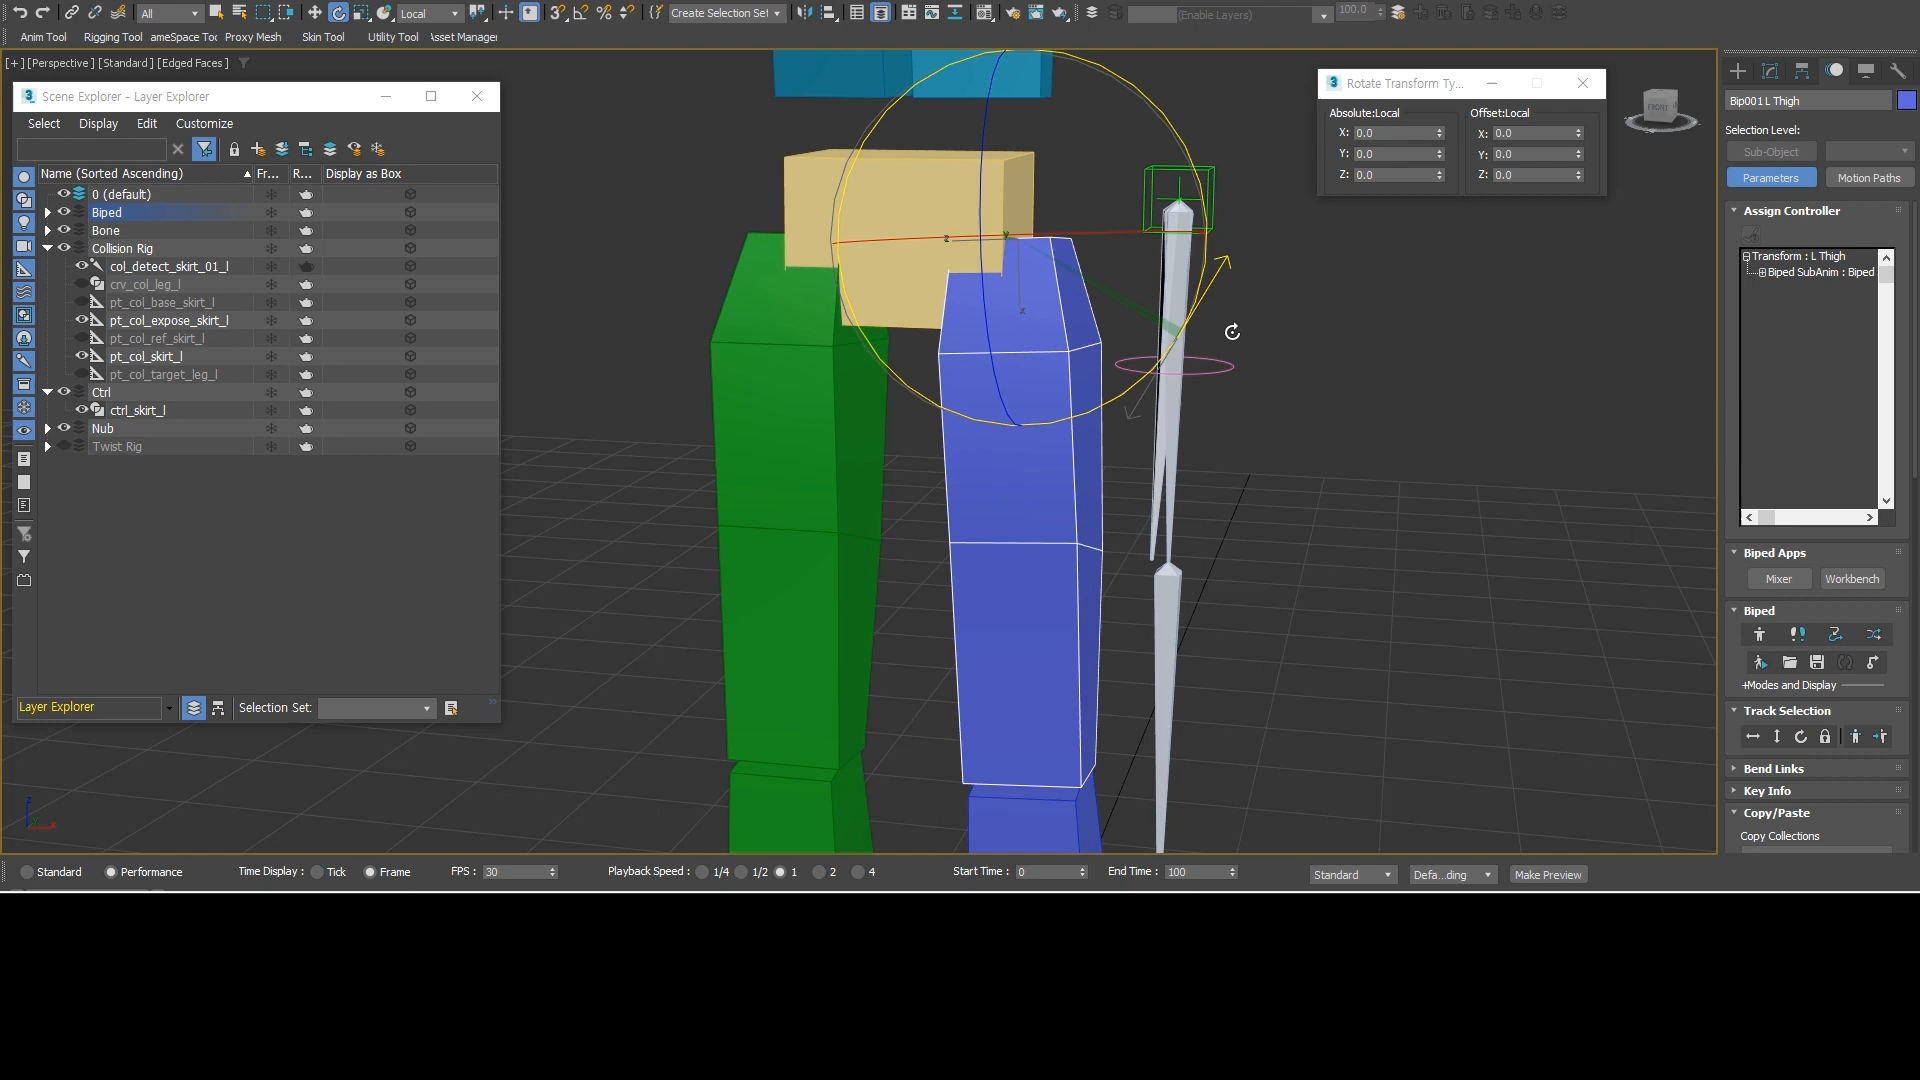 All
Local
Create Selection Set
(Enable Layers)
100.0
Anim Tool
Rigging Tool
ameSpace Too
Proxy Mesh
Skin Tool
Utility Tool
Asset Manager
[+] [Perspective ] [Standard ] [Edged Faces ]
Scene Explorer - Layer Explorer
Select Display Edit Customize
Name (Sorted Ascending) Fr... R... Display as Box
0 (default)
Biped
Bone
Collision Rig
col_detect_skirt_01_l
crv_col_leg_l
pt_col_base_skirt_l
pt_col_expose_skirt_l
pt_col_ref_skirt_l
pt_col_skirt_l
pt_col_target_leg_l
Ctrl
ctrl_skirt_l
Nub
Twist Rig
Layer Explorer
Selection Set:
z
y
x
Rotate Transform Ty...
Absolute:Local Offset:Local
X: 0.0 X: 0.0
Y: 0.0 Y: 0.0
Z: 0.0 Z: 0.0
FRONT
Bip001 L Thigh
Selection Level:
Sub-Object
Parameters Motion Paths
Assign Controller
Transform : L Thigh
Biped SubAnim : Biped
Biped Apps
Mixer Workbench
Biped
+Modes and Display
Track Selection
Bend Links
Key Info
Copy/Paste
Copy Collections
z
y
x
Standard Performance Time Display : Tick Frame FPS : 30 Playback Speed : 1/4 1/2 1 2 4 Start Time : 0 End Time : 100 Standard Defa...ding Make Preview